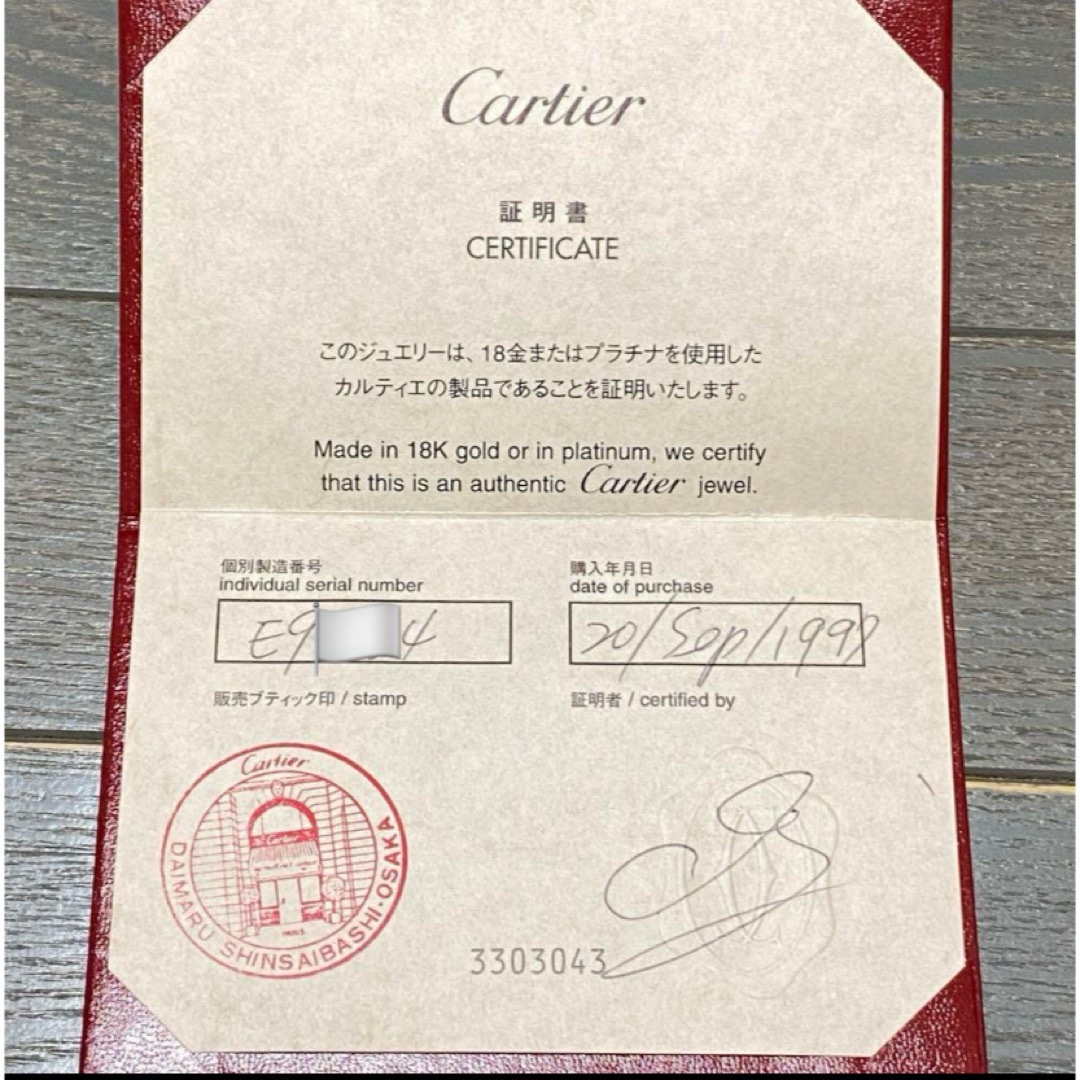 Cartier
証明書
CERTIFICATE
このジュエリーは、18金またはプラチナを使用した
カルティエの製品であることを証明いたします。
Made in 18K gold or in platinum, we certify
that this is an authentic Cartier jewel.
個別製造番号
individual serial number
E9 4
購入年月日
date of purchase
20/Sep/1997
販売ブティック印 / stamp
証明者 / certified by
Cartier
PARIS
DAIMARU SHINSAIBASHI・OSAKA
3303043